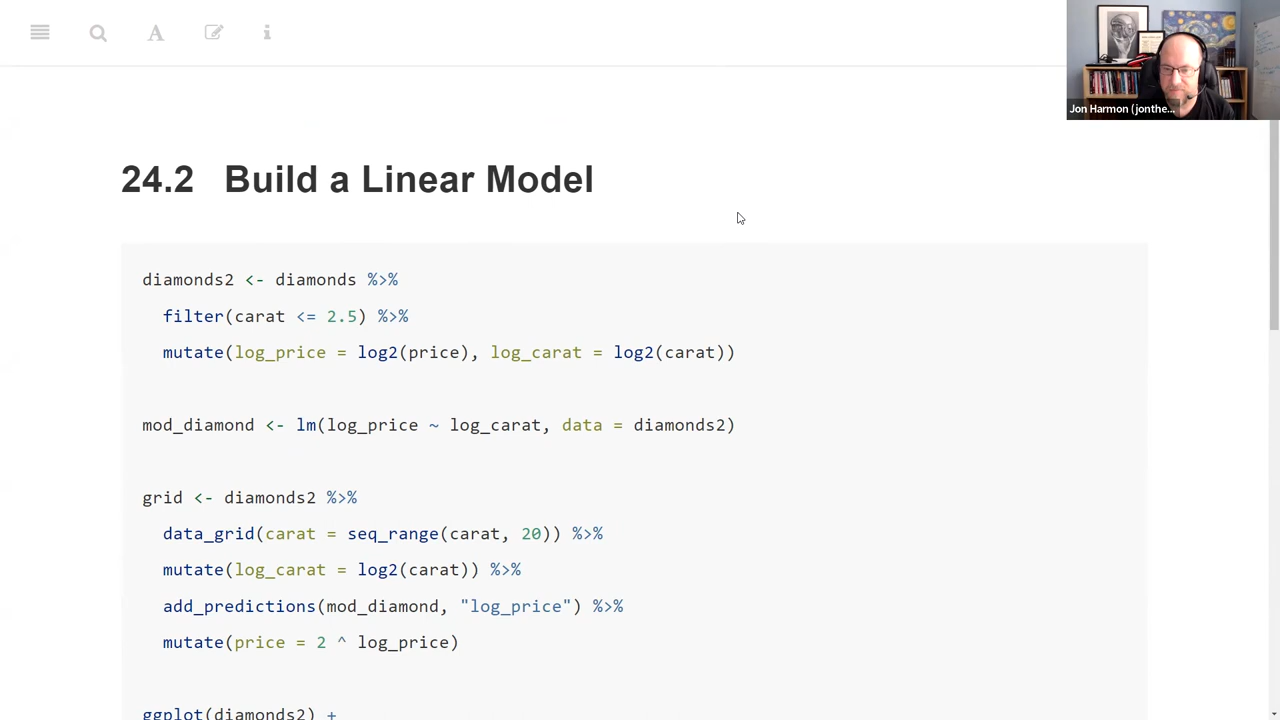 Jon Harmon (jonthe...
24.2 Build a Linear Model
diamonds2 <- diamonds %>%
filter(carat <= 2.5) %>%
mutate(log_price = log2(price), log_carat = log2(carat))
mod_diamond <- lm(log_price ~ log_carat, data = diamonds2)
grid <- diamonds2 %>%
data_grid(carat = seq_range(carat, 20)) %>%
mutate(log_carat = log2(carat)) %>%
add_predictions(mod_diamond, "log_price") %>%
mutate(price = 2 ^ log_price)
ggplot(diamonds2) +